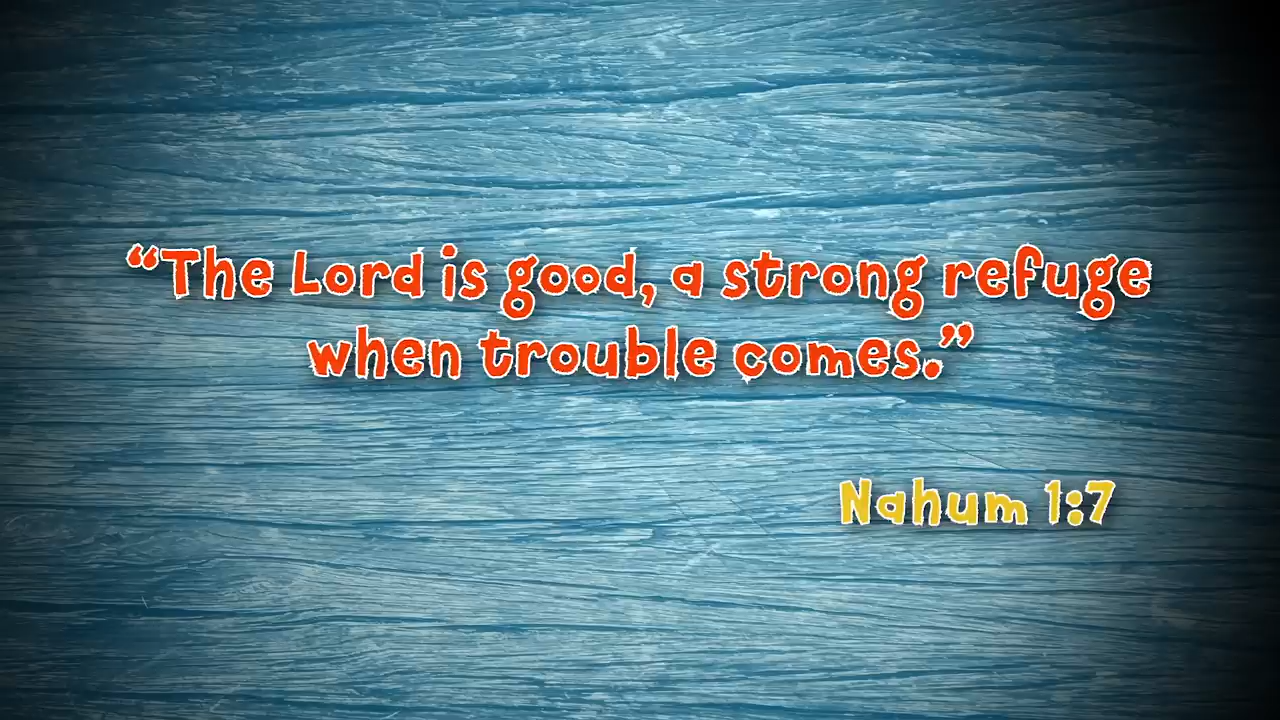 “The Lord is good, a strong refuge
when trouble comes.”
Nahum 1:7